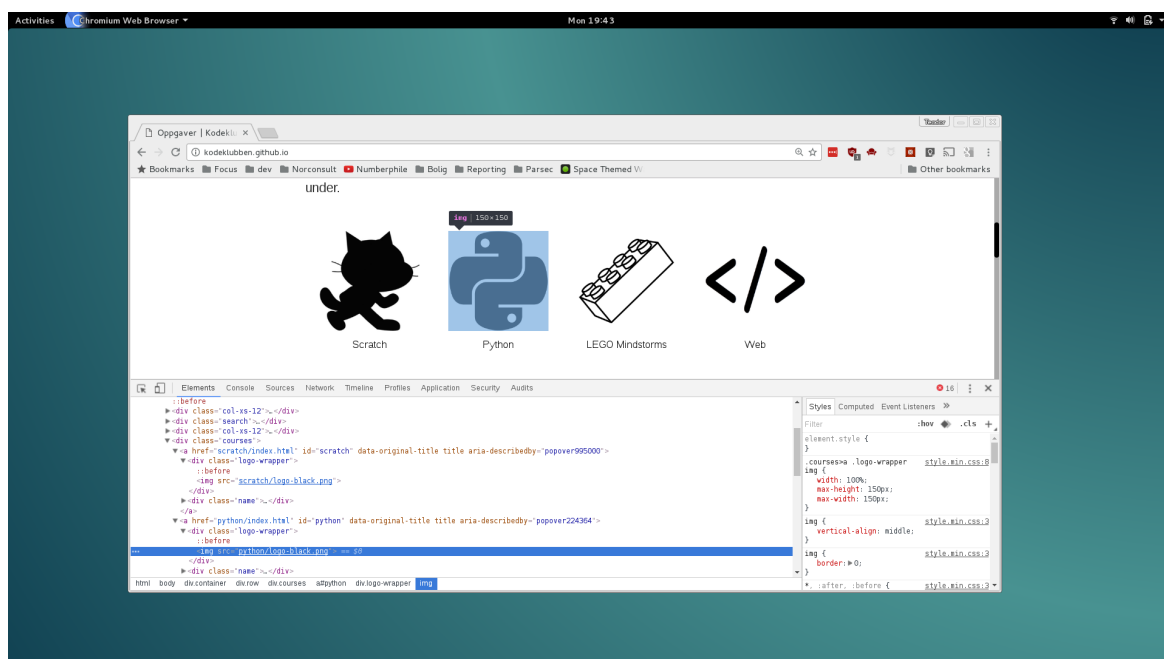 Activities Chromium Web Browser Mon 19:43
Oppgaver | Kodeklu
kodeklubben.github.io
Bookmarks Focus dev Norconsult Numberphile Bolig Reporting Parsec Space Themed W Other bookmarks
under.
img | 150×150
</>
Scratch Python LEGO Mindstorms Web
Elements Console Sources Network Timeline Profiles Application Security Audits 16
::before
▶<div class="col-xs-12">…</div>
▶<div class="search">…</div>
▶<div class="col-xs-12">…</div>
▼<div class="courses">
▼<a href="scratch/index.html" id="scratch" data-original-title title aria-describedby="popover995000">
▼<div class="logo-wrapper">
::before
<img src="scratch/logo-black.png">
</div>
▶<div class="name">…</div>
</a>
▼<a href="python/index.html" id="python" data-original-title title aria-describedby="popover224364">
▼<div class="logo-wrapper">
::before
<img src="python/logo-black.png"> == $0
</div>
▶<div class="name">…</div>
html body div.container div.row div.courses a#python div.logo-wrapper img
Styles Computed Event Listeners »
Filter :hov .cls +
element.style {
}
.courses>a .logo-wrapper style.min.css:8
img {
width: 100%;
max-height: 150px;
max-width: 150px;
}
img { style.min.css:3
vertical-align: middle;
}
img { style.min.css:3
border:▶0;
}
*, :after, :before { style.min.css:3